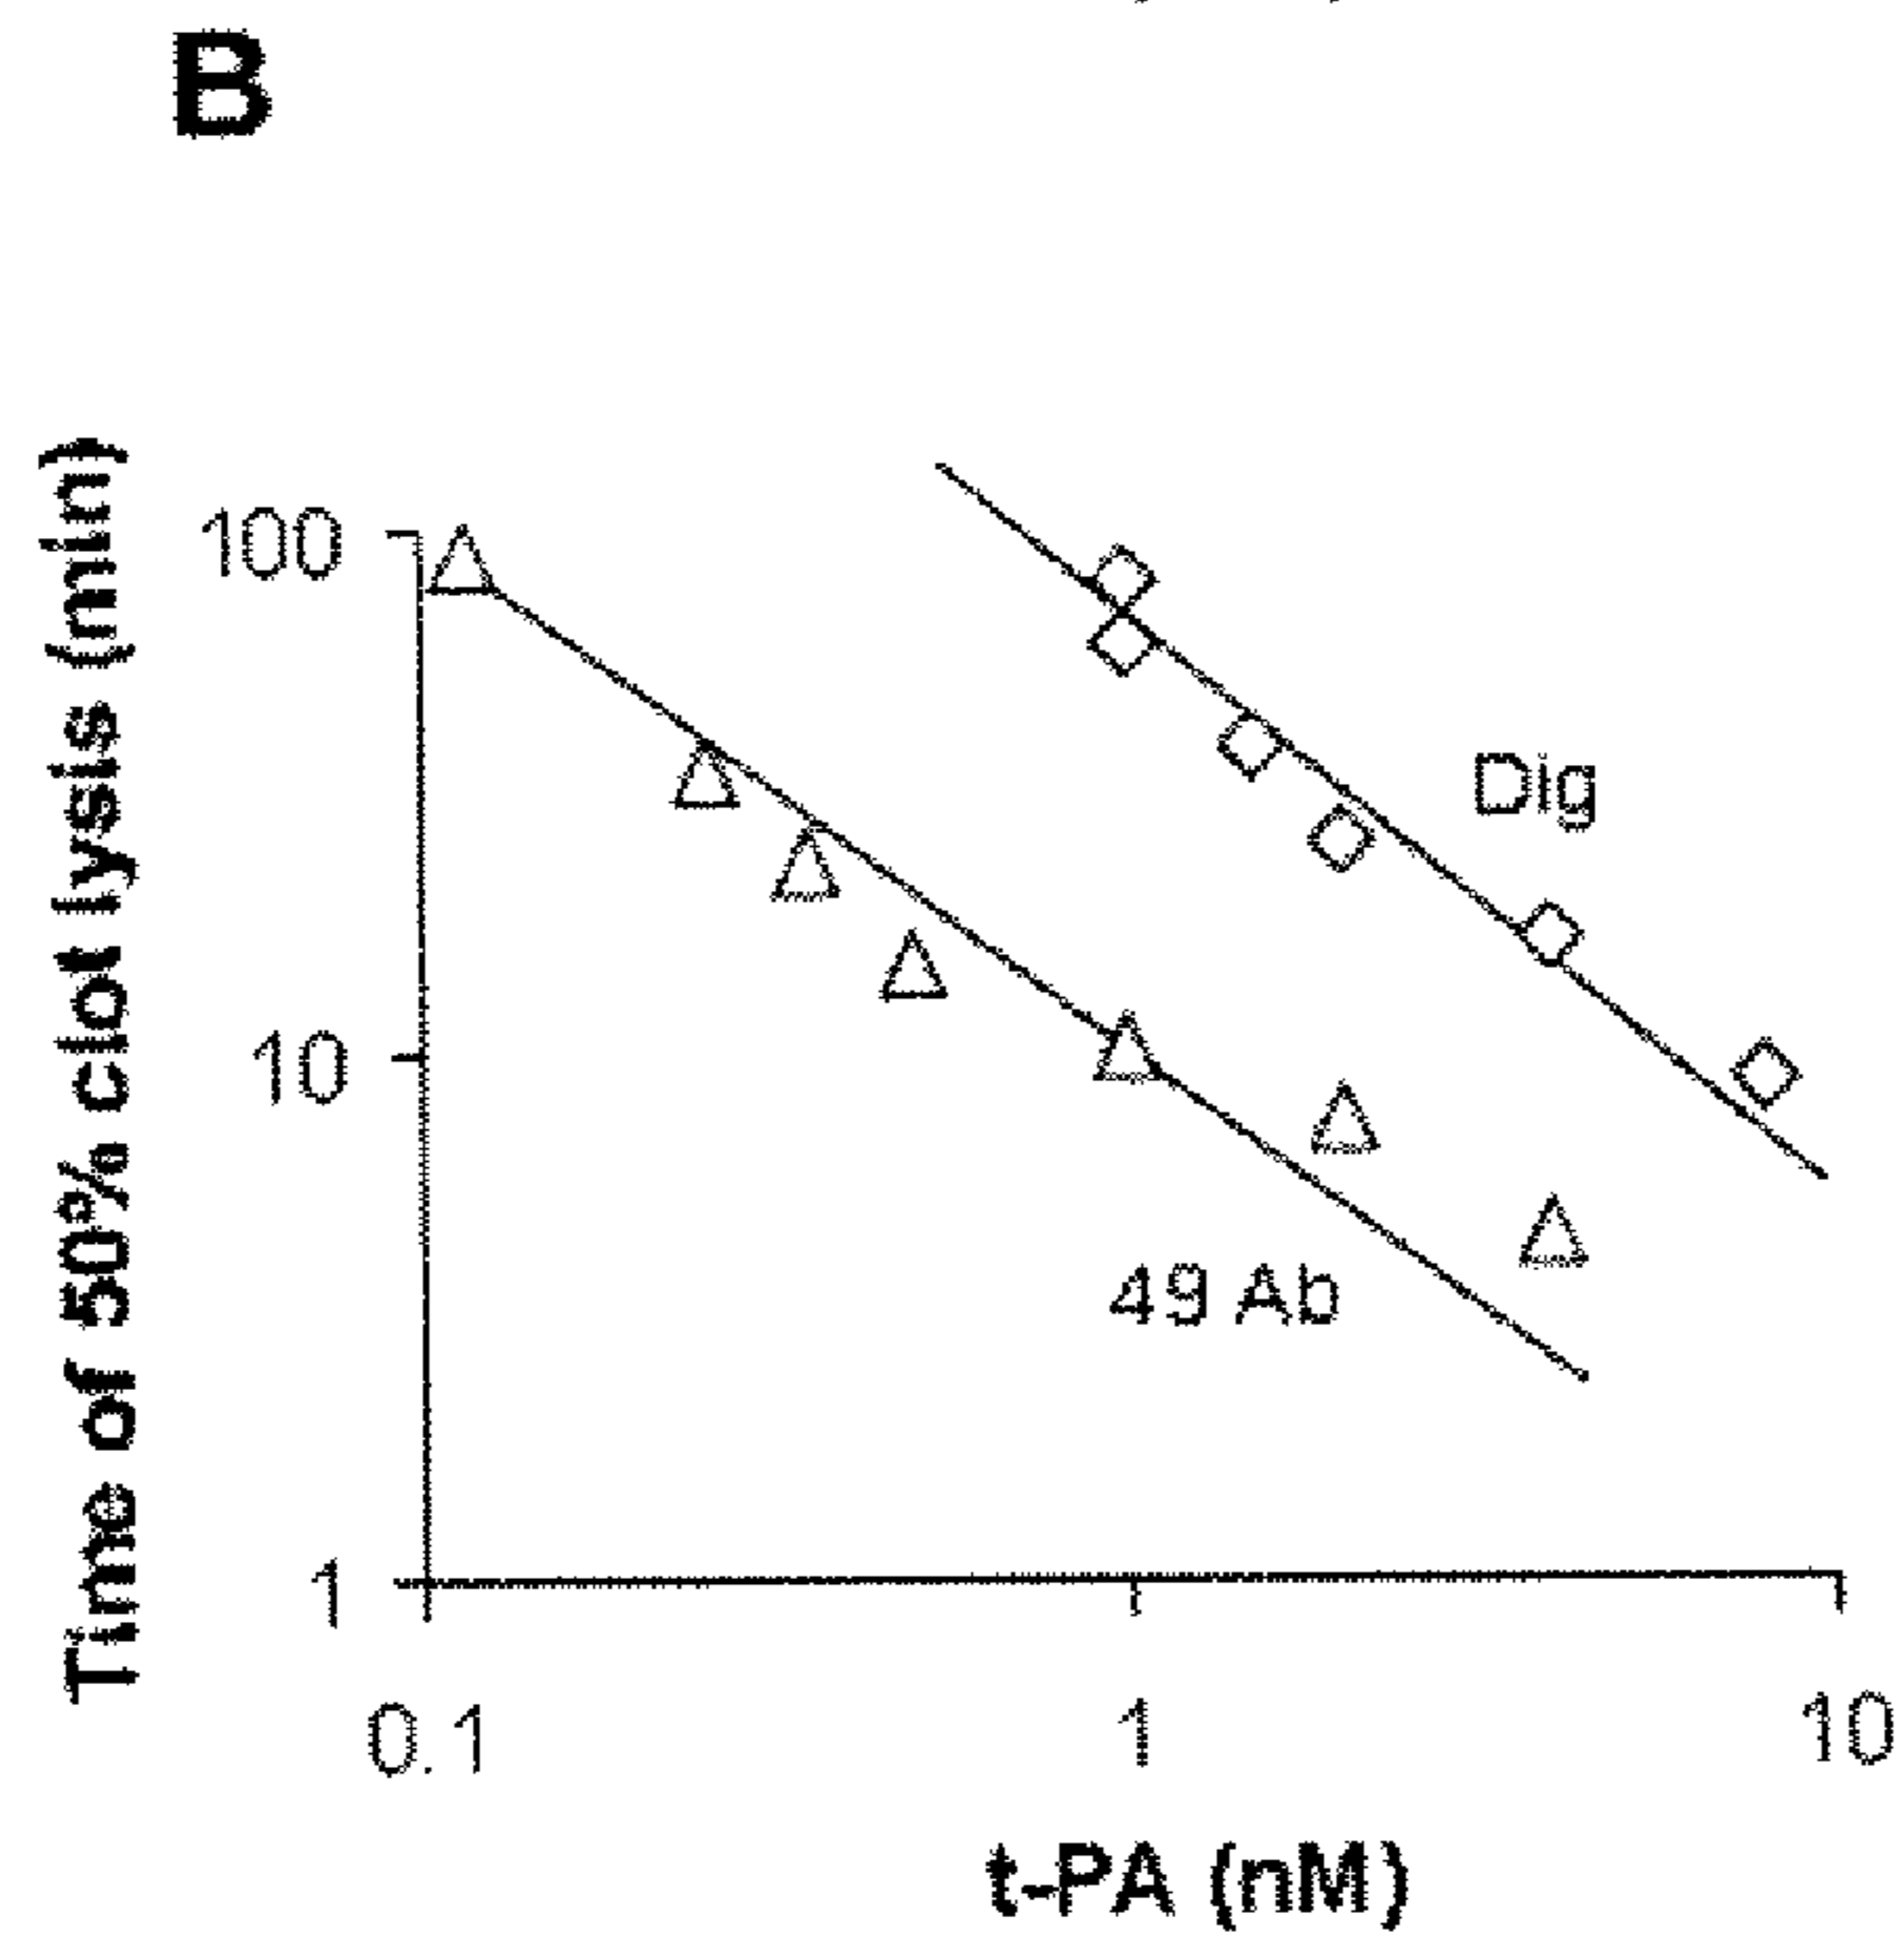 B
Time of 50% clot lysis (min)
100
10
1
Dig
49 Ab
0.1
1
10
t-PA (nM)